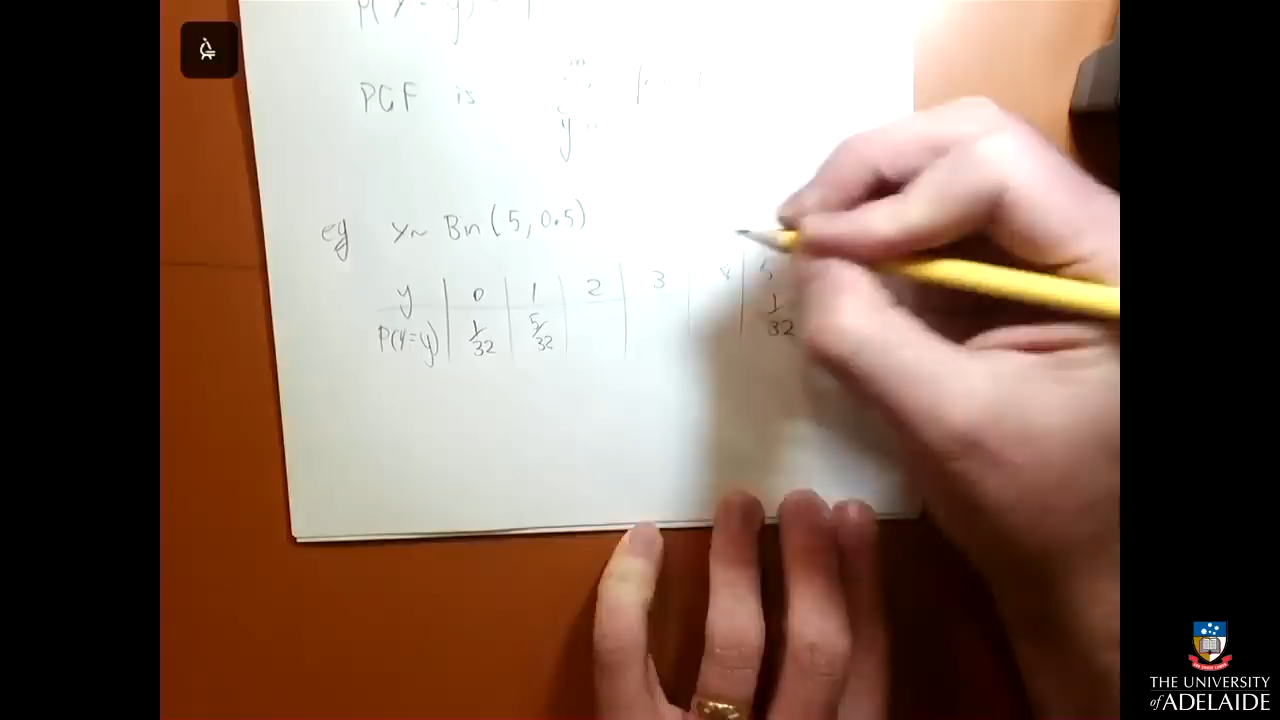 P(Y = y) =
PGF is
eg Y~ Bin (5, 0.5)
y 0 1 2 3 4 5
P(Y=y) 1/32 5/32 1/32
THE UNIVERSITY
of ADELAIDE